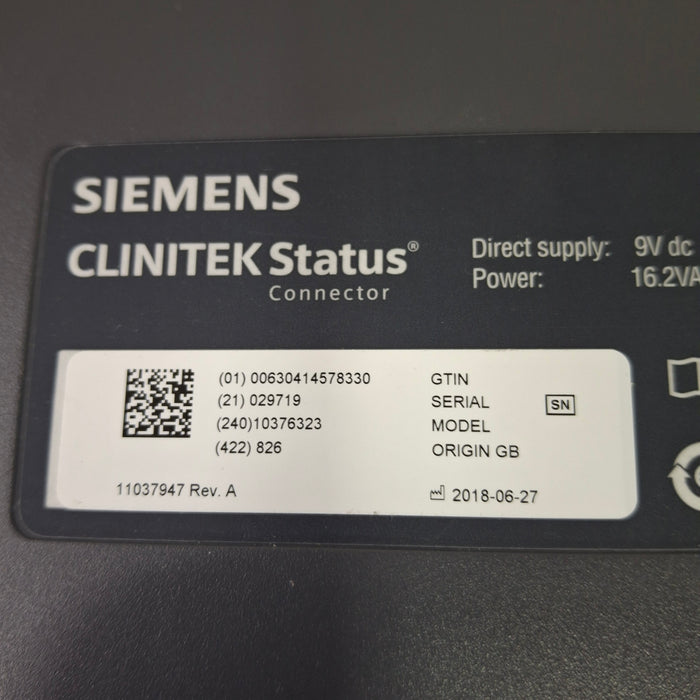 SIEMENS
CLINITEK Status®
Connector
Direct supply: 9V dc
Power: 16.2VA
(01) 00630414578330 GTIN
(21) 029719 SERIAL SN
(240)10376323 MODEL
(422) 826 ORIGIN GB
11037947 Rev. A 2018-06-27